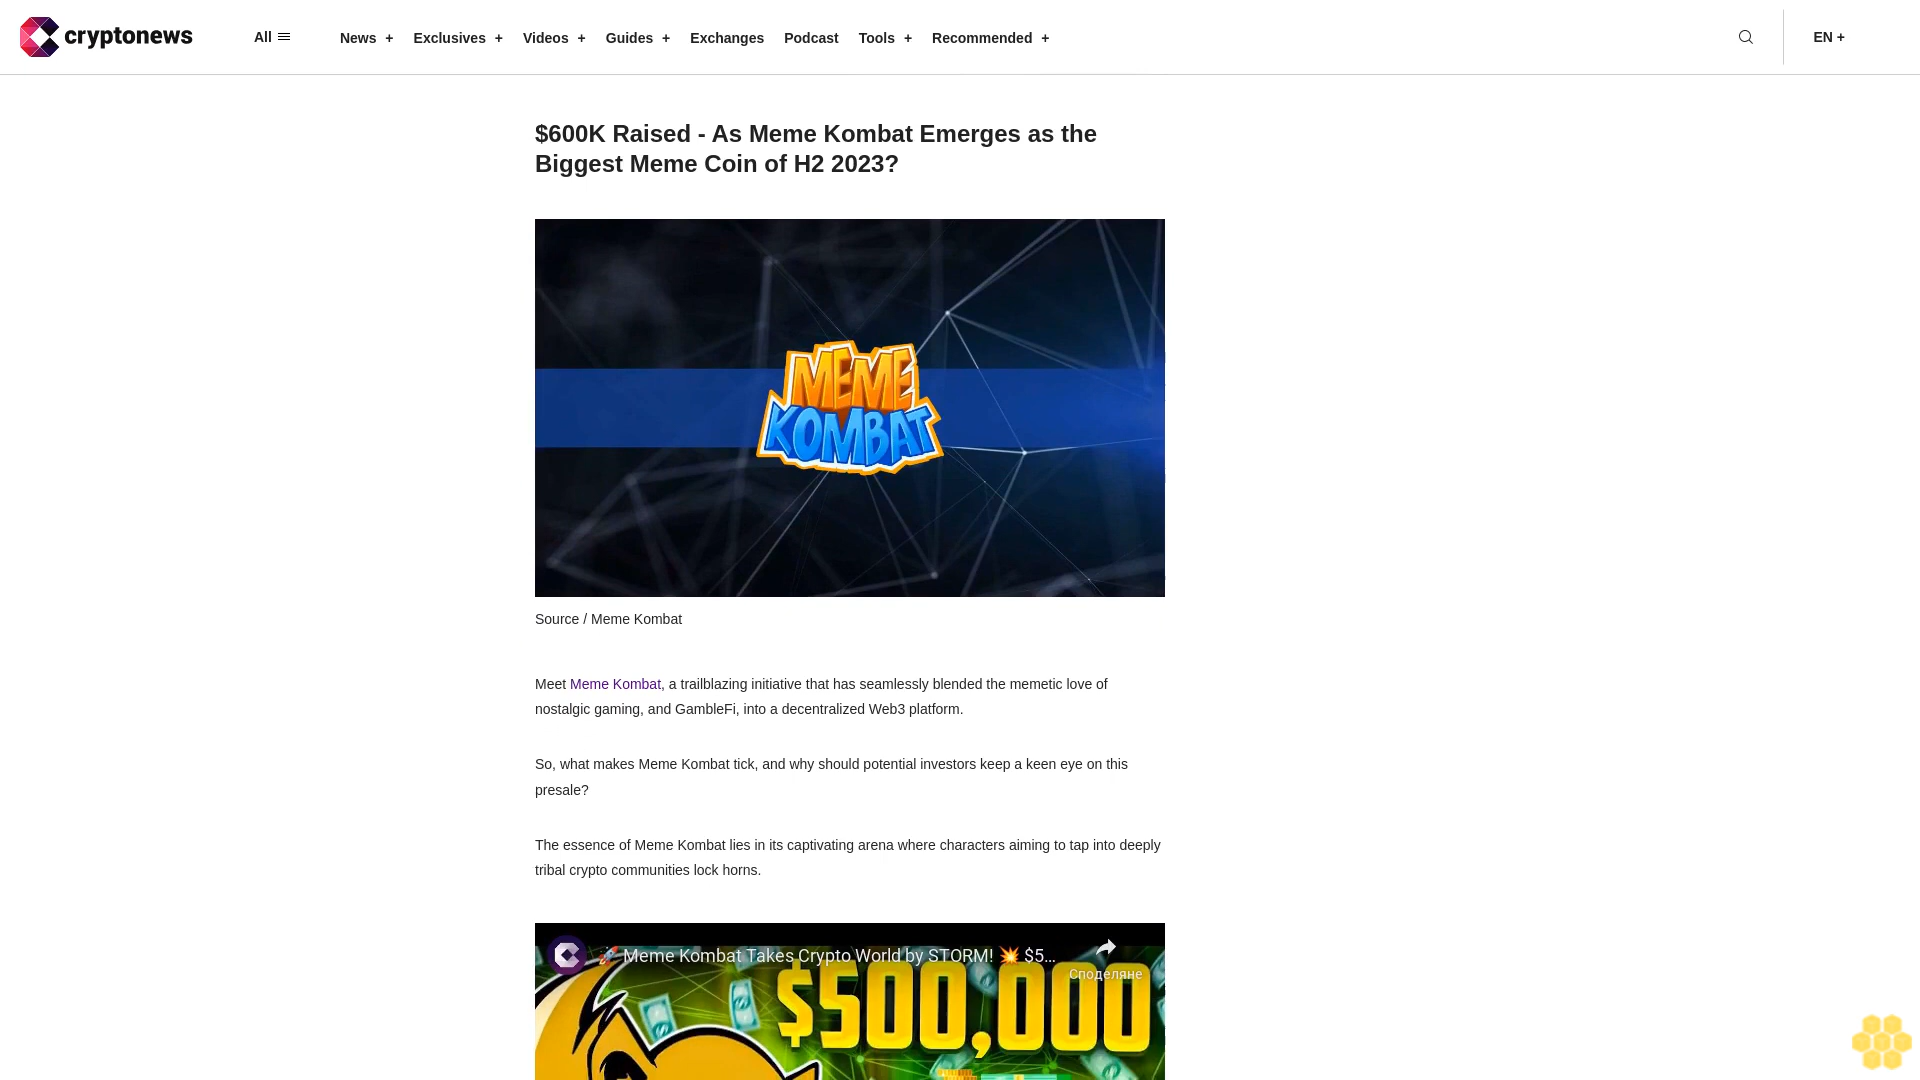 cryptonews
All
News +
Exclusives +
Videos +
Guides +
Exchanges
Podcast
Tools +
Recommended +
EN +
$600K Raised - As Meme Kombat Emerges as the
Biggest Meme Coin of H2 2023?
MEME
KOMBAT
Source / Meme Kombat
Meet Meme Kombat, a trailblazing initiative that has seamlessly blended the memetic love of
nostalgic gaming, and GambleFi, into a decentralized Web3 platform.
So, what makes Meme Kombat tick, and why should potential investors keep a keen eye on this
presale?
The essence of Meme Kombat lies in its captivating arena where characters aiming to tap into deeply
tribal crypto communities lock horns.
🚀 Meme Kombat Takes Crypto World by STORM! 💥 $5...
Споделяне
$500,000